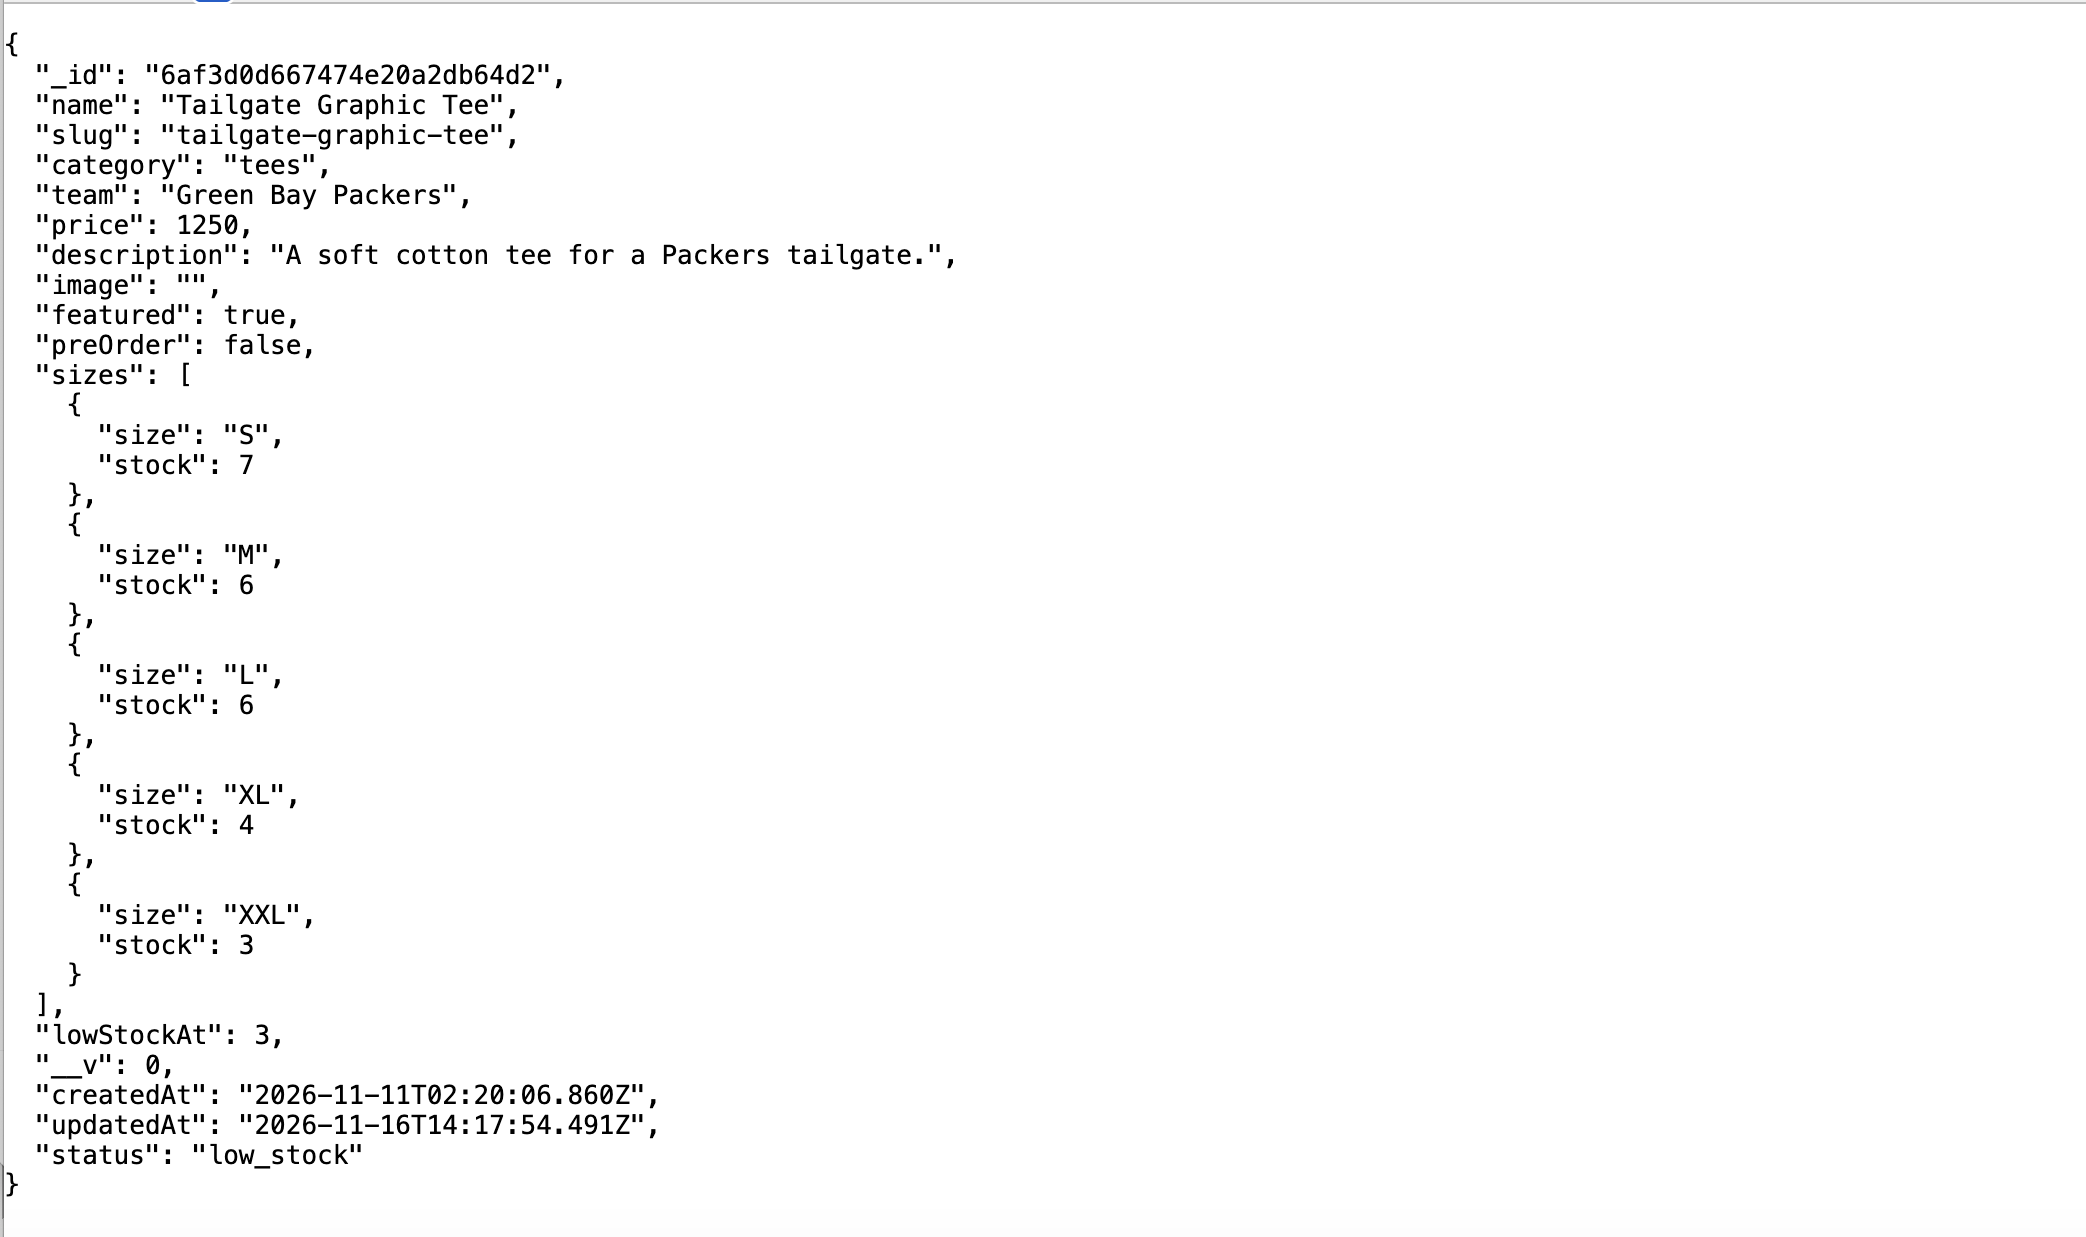 {
  "_id": "6af3d0d667474e20a2db64d2",
  "name": "Tailgate Graphic Tee",
  "slug": "tailgate-graphic-tee",
  "category": "tees",
  "team": "Green Bay Packers",
  "price": 1250,
  "description": "A soft cotton tee for a Packers tailgate.",
  "image": "",
  "featured": true,
  "preOrder": false,
  "sizes": [
    {
      "size": "S",
      "stock": 7
    },
    {
      "size": "M",
      "stock": 6
    },
    {
      "size": "L",
      "stock": 6
    },
    {
      "size": "XL",
      "stock": 4
    },
    {
      "size": "XXL",
      "stock": 3
    }
  ],
  "lowStockAt": 3,
  "__v": 0,
  "createdAt": "2026-11-11T02:20:06.860Z",
  "updatedAt": "2026-11-16T14:17:54.491Z",
  "status": "low_stock"
}